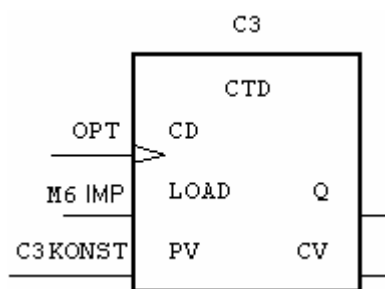 C3
CTD
OPT CD
M6 IMP LOAD Q
C3KONST PV CV